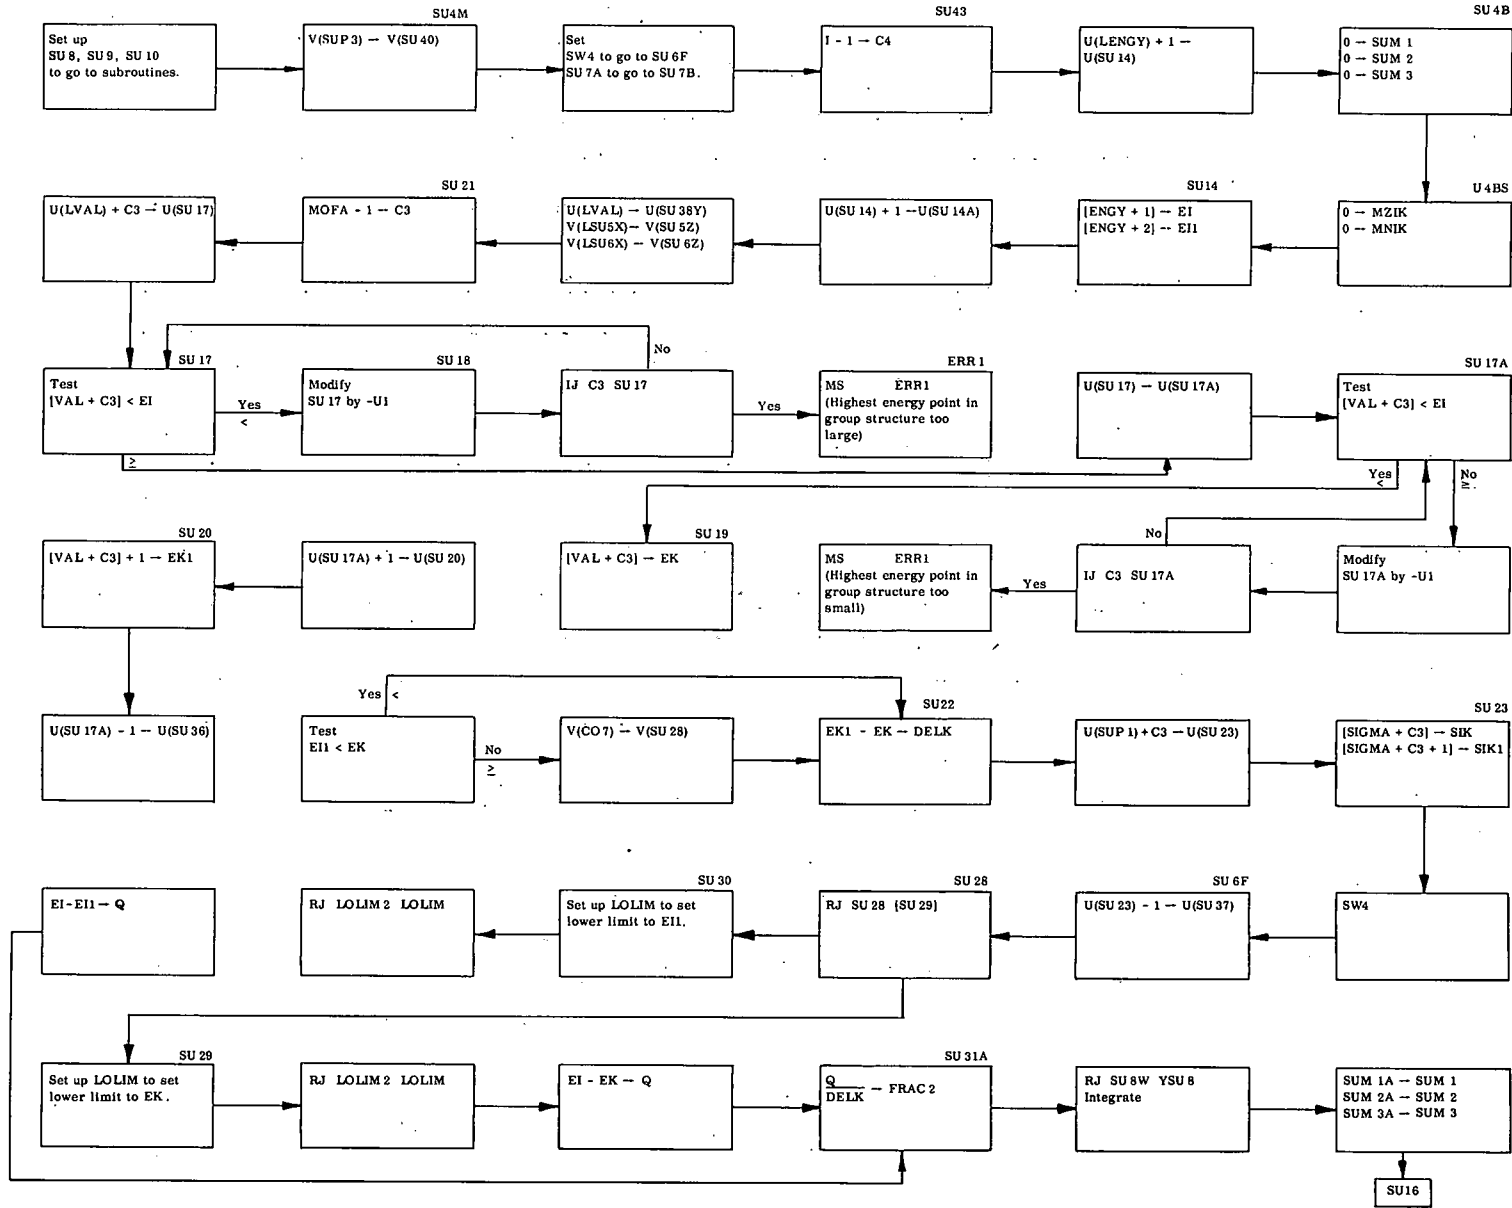 SU4M
SU43
SU 4B
Set up
SU 8, SU 9, SU 10
to go to subroutines.
V(SUP 3) → V(SU 40)
Set
SW4 to go to SU 6F
SU 7A to go to SU 7B.
I - 1 → C4
U(LENGY) + 1 →
U(SU 14)
0 → SUM 1
0 → SUM 2
0 → SUM 3
SU 21
SU14
U 4BS
U(LVAL) + C3 → U(SU 17)
MOFA - 1 → C3
U(LVAL) → U(SU 38Y)
V(LSU5X) → V(SU 5Z)
V(LSU6X) → V(SU 6Z)
U(SU 14) + 1 → U(SU 14A)
[ENGY + 1] → EI
[ENGY + 2] → EI1
0 → MZIK
0 → MNIK
No
SU 17
SU 18
ERR 1
SU 17A
Test
[VAL + C3] < EI
Yes
<
Modify
SU 17 by -U1
IJ C3 SU 17
Yes
MS ERR1
(Highest energy point in
group structure too
large)
U(SU 17) → U(SU 17A)
Test
[VAL + C3] < EI
≥
Yes
<
No
≥
SU 20
SU 19
No
[VAL + C3] + 1 → EK1
U(SU 17A) + 1 → U(SU 20)
[VAL + C3] → EK
MS ERR1
(Highest energy point in
group structure too
small)
Yes
IJ C3 SU 17A
Modify
SU 17A by -U1
Yes <
SU22
SU 23
U(SU 17A) - 1 → U(SU 36)
Test
EI1 < EK
No
≥
V(CO7) → V(SU 28)
EK1 - EK → DELK
U(SUP 1) + C3 → U(SU 23)
[SIGMA + C3] → SIK
[SIGMA + C3 + 1] → SIK1
SU 30
SU 28
SU 6F
EI-EI1 → Q
RJ LOLIM 2 LOLIM
Set up LOLIM to set
lower limit to EI1.
RJ SU 28 [SU 29]
U(SU 23) - 1 → U(SU 37)
SW4
SU 29
SU 31A
Set up LOLIM to set
lower limit to EK.
RJ LOLIM 2 LOLIM
EI - EK → Q
Q
DELK → FRAC 2
RJ SU 8W YSU 8
Integrate
SUM 1A → SUM 1
SUM 2A → SUM 2
SUM 3A → SUM 3
SU16